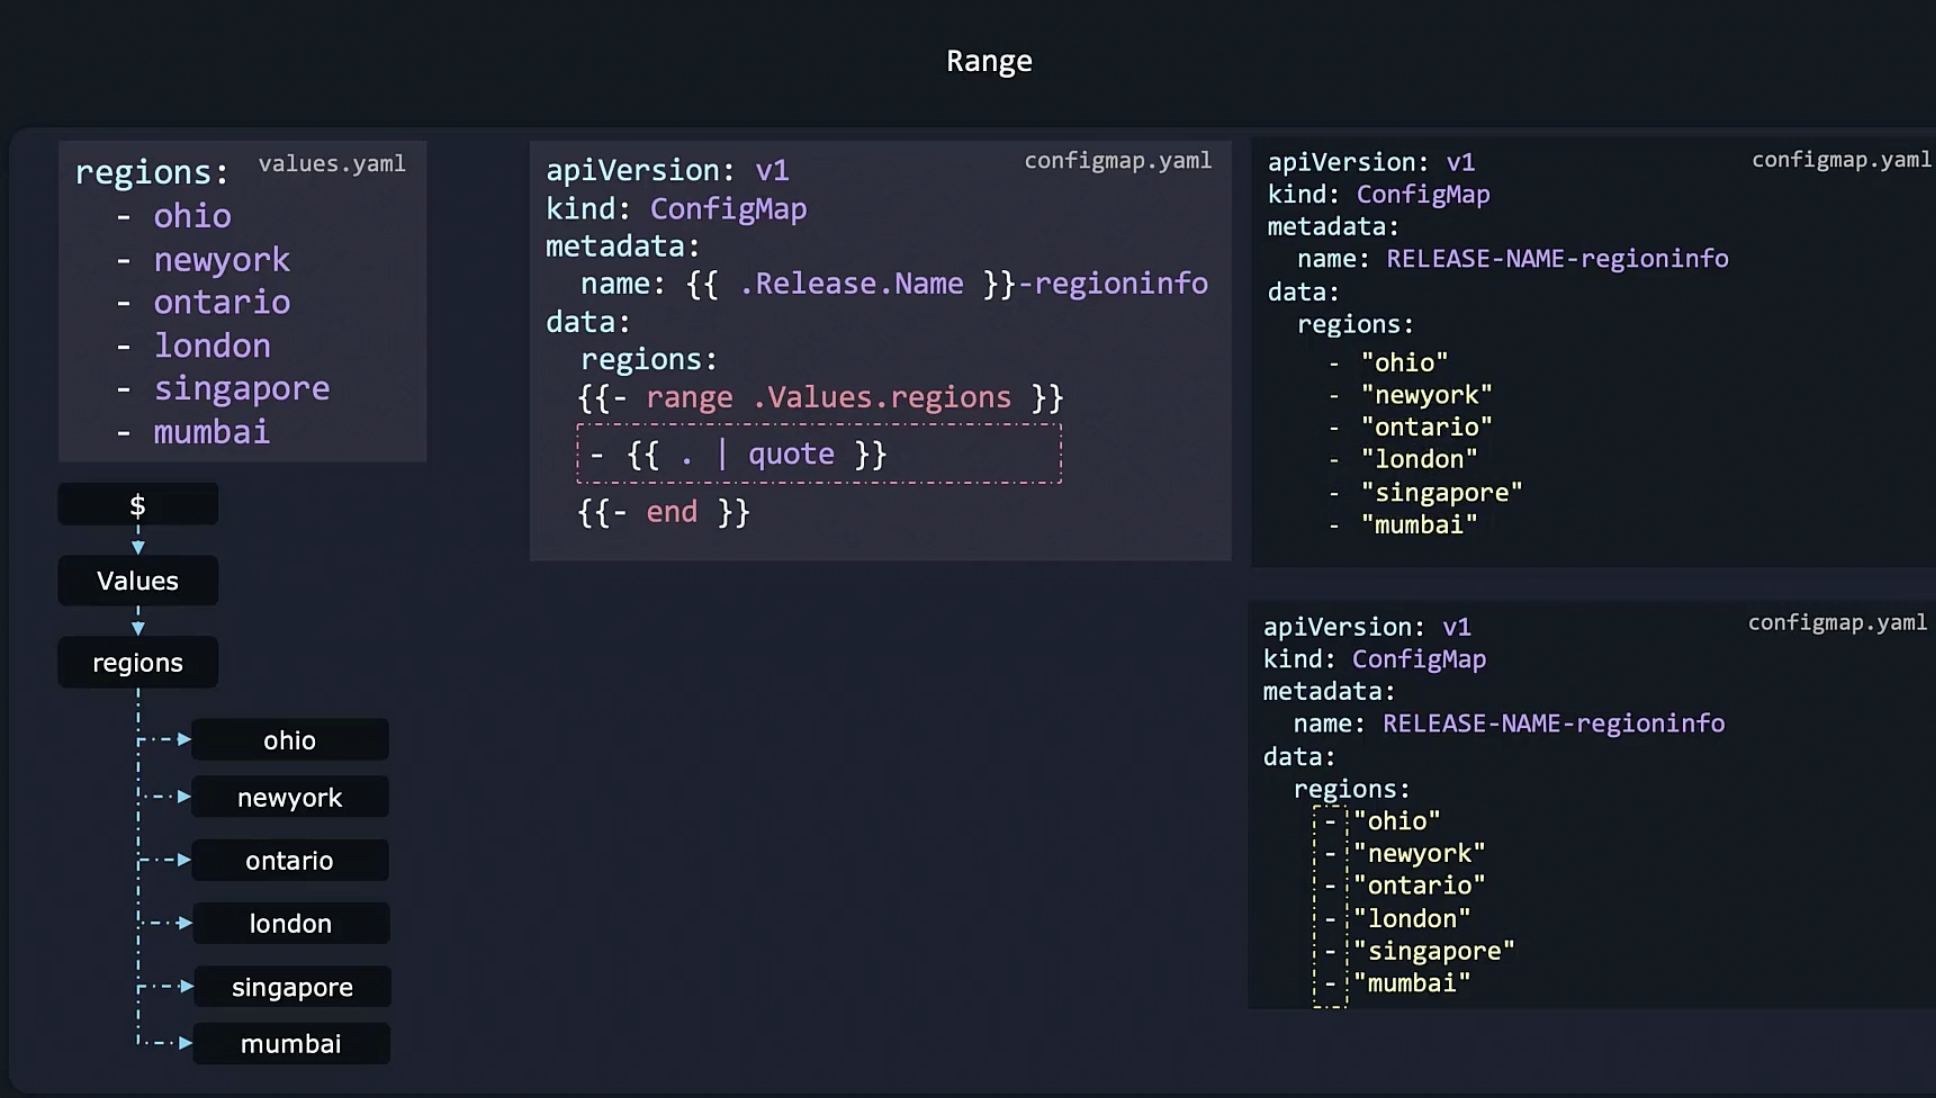 Range
regions: values.yaml
- ohio
- newyork
- ontario
- london
- singapore
- mumbai
$
Values
regions
ohio
newyork
ontario
london
singapore
mumbai
apiVersion: v1 configmap.yaml
kind: ConfigMap
metadata:
name: {{ .Release.Name }}-regioninfo
data:
regions:
{{- range .Values.regions }}
- {{ . | quote }}
{{- end }}
apiVersion: v1 configmap.yaml
kind: ConfigMap
metadata:
name: RELEASE-NAME-regioninfo
data:
regions:
- "ohio"
- "newyork"
- "ontario"
- "london"
- "singapore"
- "mumbai"
apiVersion: v1 configmap.yaml
kind: ConfigMap
metadata:
name: RELEASE-NAME-regioninfo
data:
regions:
- "ohio"
- "newyork"
- "ontario"
- "london"
- "singapore"
- "mumbai"